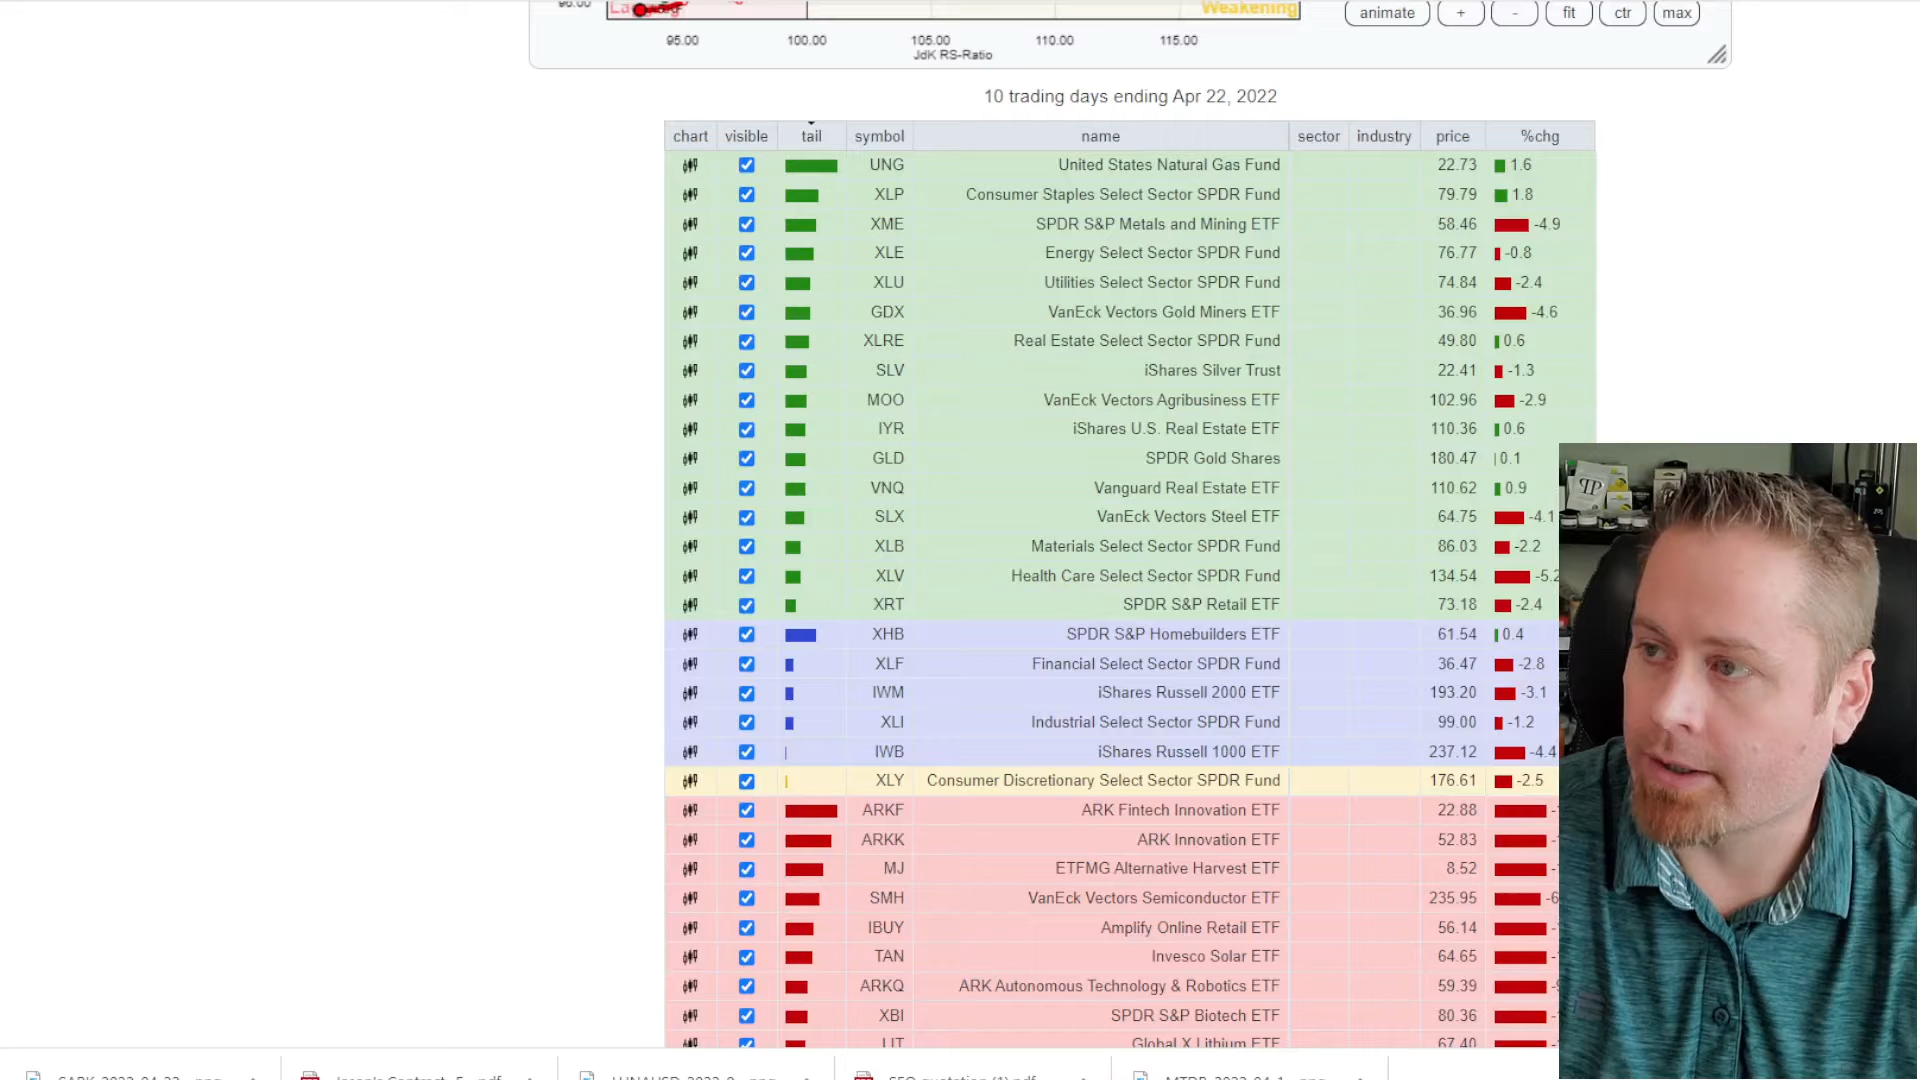 90.00
Lagging
Weakening
animate + - fit ctr max
95.00 100.00 105.00 110.00 115.00
JdK RS-Ratio
10 trading days ending Apr 22, 2022
chart visible tail symbol name sector industry price %chg
UNG United States Natural Gas Fund 22.73 1.6
XLP Consumer Staples Select Sector SPDR Fund 79.79 1.8
XME SPDR S&P Metals and Mining ETF 58.46 -4.9
XLE Energy Select Sector SPDR Fund 76.77 -0.8
XLU Utilities Select Sector SPDR Fund 74.84 -2.4
GDX VanEck Vectors Gold Miners ETF 36.96 -4.6
XLRE Real Estate Select Sector SPDR Fund 49.80 0.6
SLV iShares Silver Trust 22.41 -1.3
MOO VanEck Vectors Agribusiness ETF 102.96 -2.9
IYR iShares U.S. Real Estate ETF 110.36 0.6
GLD SPDR Gold Shares 180.47 0.1
VNQ Vanguard Real Estate ETF 110.62 0.9
SLX VanEck Vectors Steel ETF 64.75 -4.1
XLB Materials Select Sector SPDR Fund 86.03 -2.2
XLV Health Care Select Sector SPDR Fund 134.54 -5.2
XRT SPDR S&P Retail ETF 73.18 -2.4
XHB SPDR S&P Homebuilders ETF 61.54 0.4
XLF Financial Select Sector SPDR Fund 36.47 -2.8
IWM iShares Russell 2000 ETF 193.20 -3.1
XLI Industrial Select Sector SPDR Fund 99.00 -1.2
IWB iShares Russell 1000 ETF 237.12 -4.4
XLY Consumer Discretionary Select Sector SPDR Fund 176.61 -2.5
ARKF ARK Fintech Innovation ETF 22.88
ARKK ARK Innovation ETF 52.83
MJ ETFMG Alternative Harvest ETF 8.52
SMH VanEck Vectors Semiconductor ETF 235.95 -6
IBUY Amplify Online Retail ETF 56.14
TAN Invesco Solar ETF 64.65
ARKQ ARK Autonomous Technology & Robotics ETF 59.39
XBI SPDR S&P Biotech ETF 80.36
LIT Global X Lithium ETF 67.40